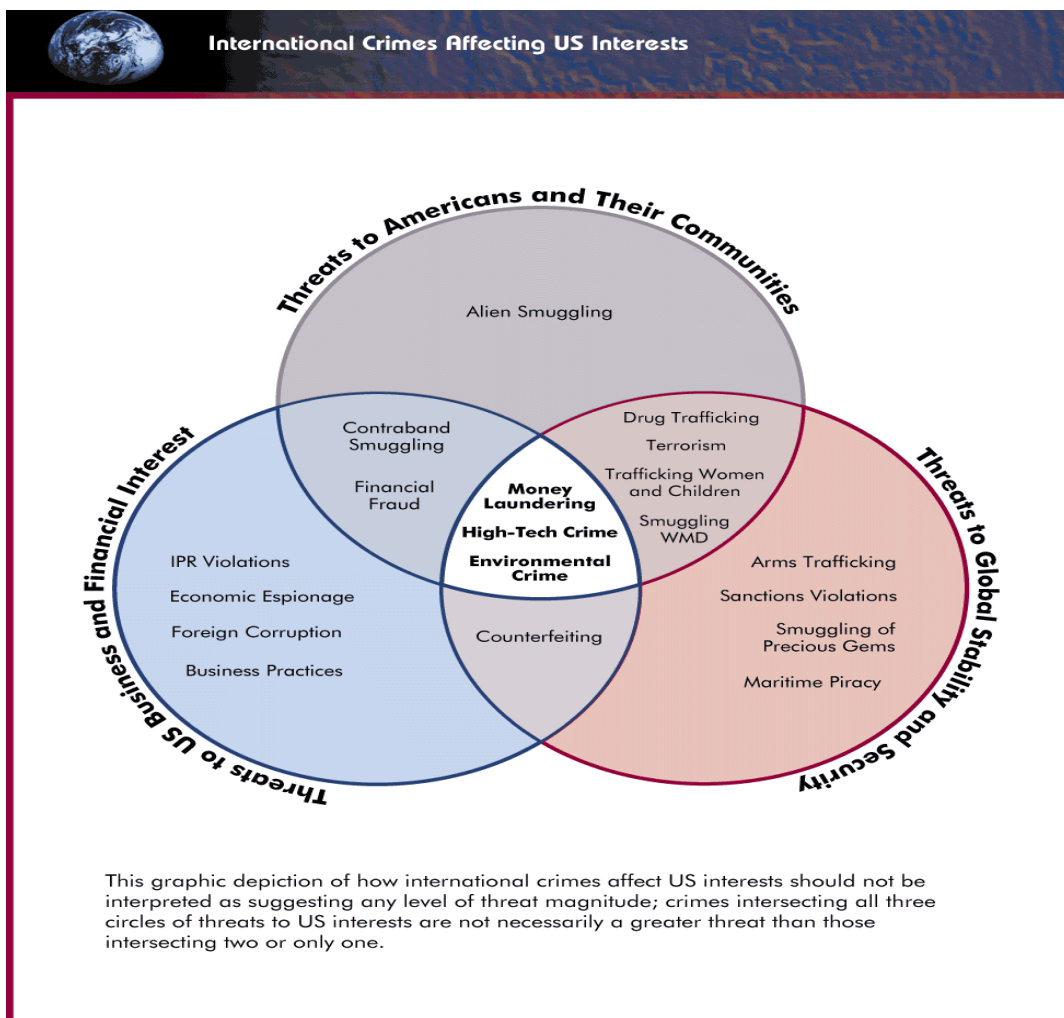 International Crimes Affecting US Interests
Threats to Americans and Their Communities
Alien Smuggling
Contraband
Smuggling
Financial
Fraud
Drug Trafficking
Terrorism
Trafficking Women
and Children
Smuggling
WMD
Money
Laundering
High-Tech Crime
Environmental
Crime
Threats to US Business and Financial Interest
IPR Violations
Economic Espionage
Foreign Corruption
Business Practices
Counterfeiting
Threats to Global Stability and Security
Arms Trafficking
Sanctions Violations
Smuggling of
Precious Gems
Maritime Piracy
This graphic depiction of how international crimes affect US interests should not be
interpreted as suggesting any level of threat magnitude; crimes intersecting all three
circles of threats to US interests are not necessarily a greater threat than those
intersecting two or only one.